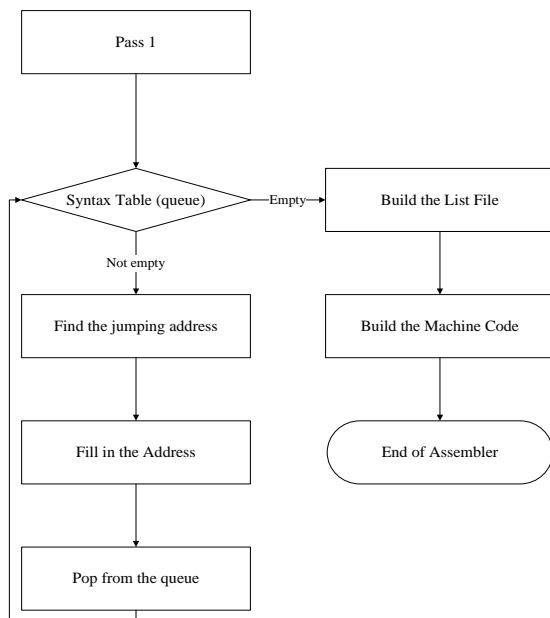 Pass 1
Syntax Table (queue)
Empty
Build the List File
Not empty
Find the jumping address
Build the Machine Code
Fill in the Address
End of Assembler
Pop from the queue